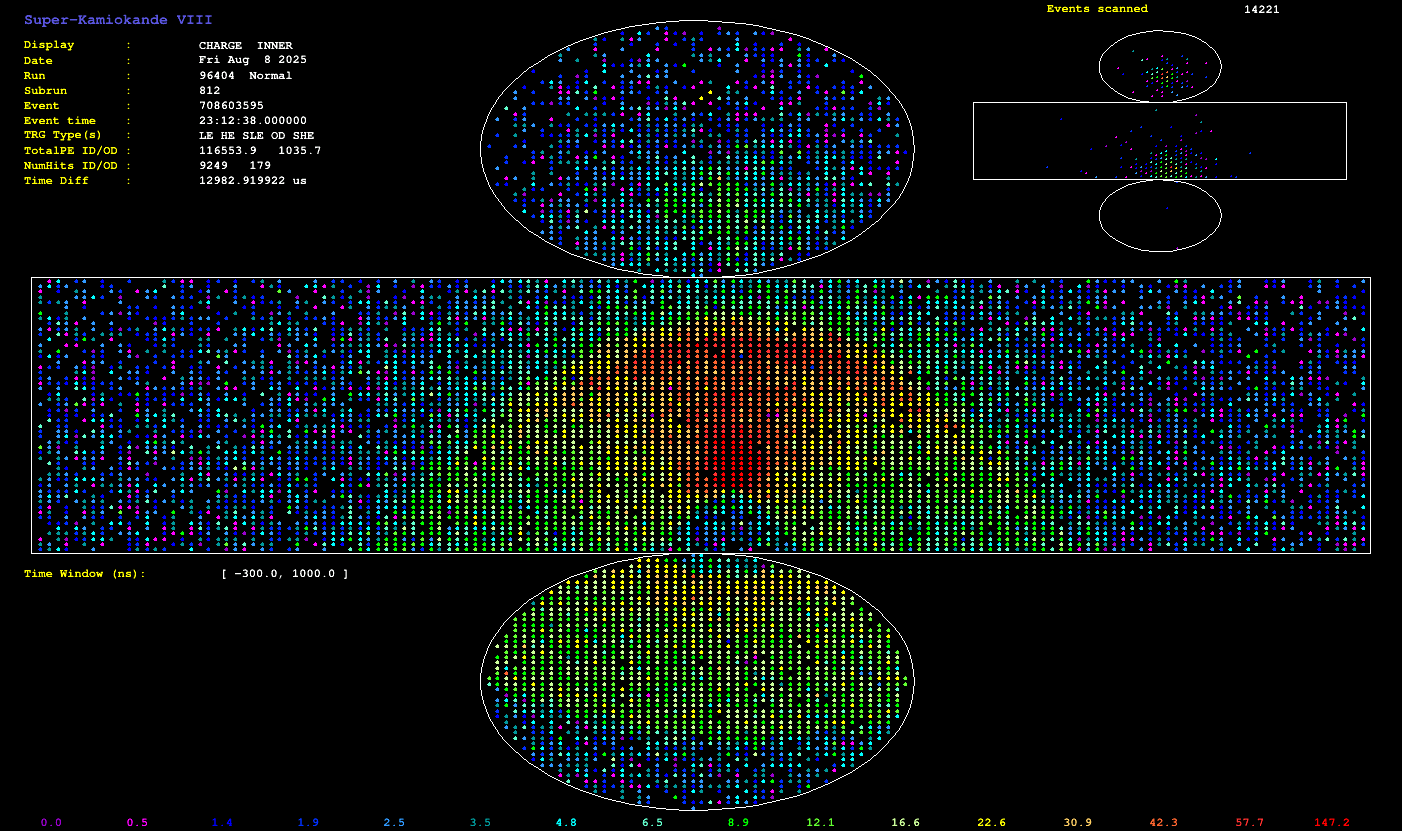 Super-Kamiokande VIII
Events scanned 14221
Display : CHARGE INNER
Date : Fri Aug 8 2025
Run : 96404 Normal
Subrun : 812
Event : 708603595
Event time : 23:12:38.000000
TRG Type(s) : LE HE SLE OD SHE
TotalPE ID/OD : 116553.9 1035.7
NumHits ID/OD : 9249 179
Time Diff : 12982.919922 us
Time Window (ns): [ -300.0, 1000.0 ]
0.0 0.5 1.4 1.9 2.5 3.5 4.8 6.5 8.9 12.1 16.6 22.6 30.9 42.3 57.7 147.2